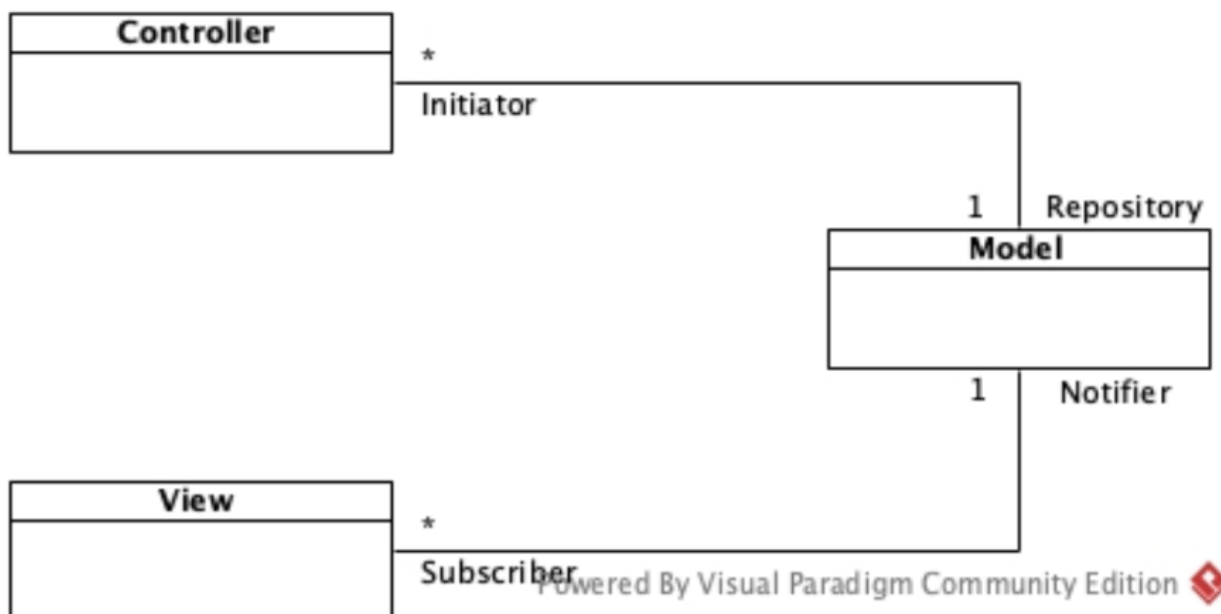 Controller
*
Initiator
1 Repository
Model
1 Notifier
View
*
Subscriber
Powered By Visual Paradigm Community Edition